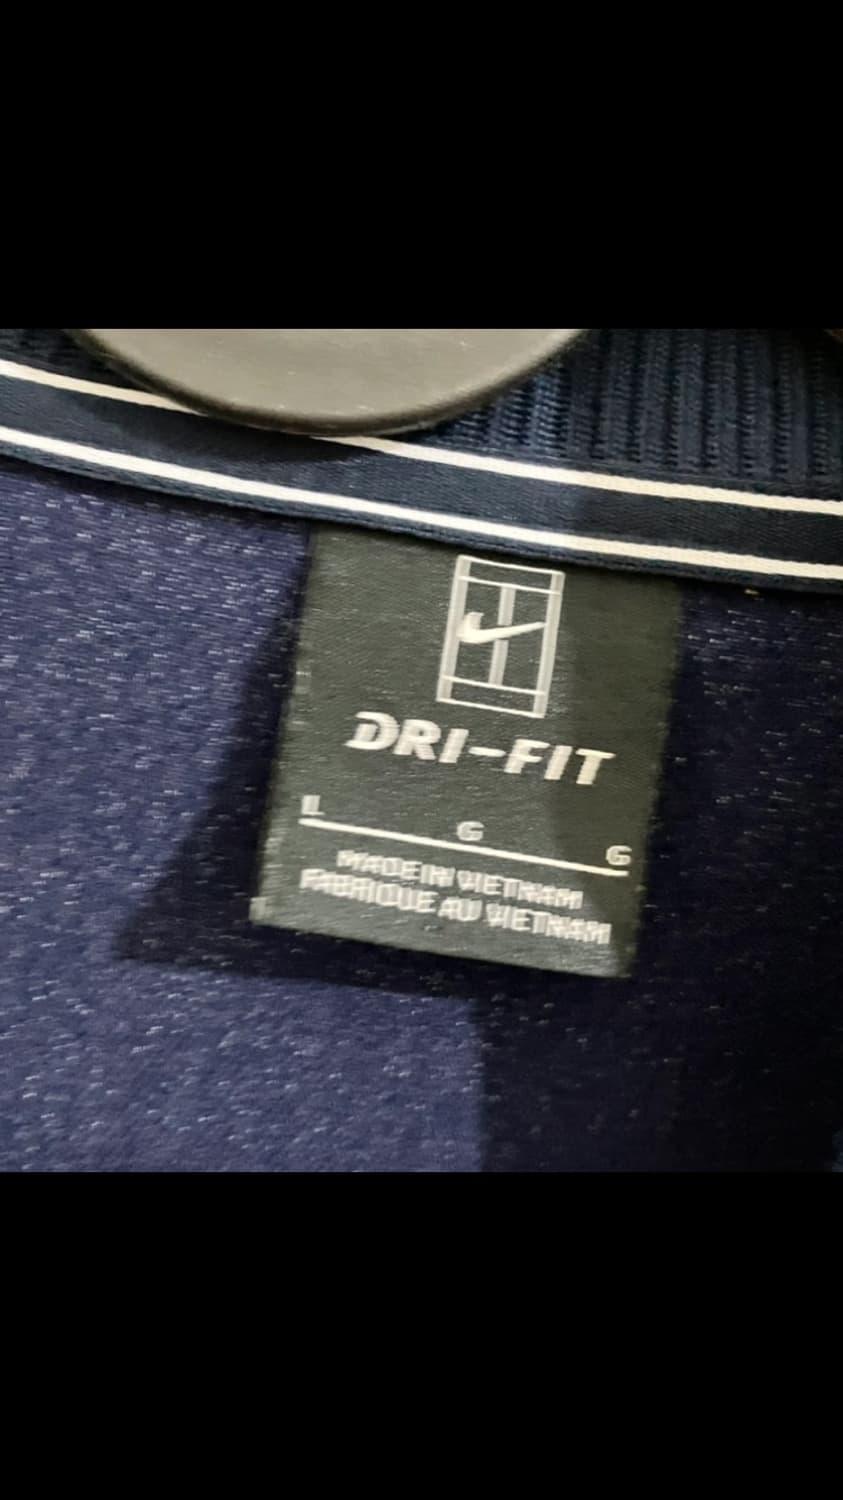 DRI-FIT
L G G
MADE IN VIETNAM
FABRIQUE AU VIETNAM